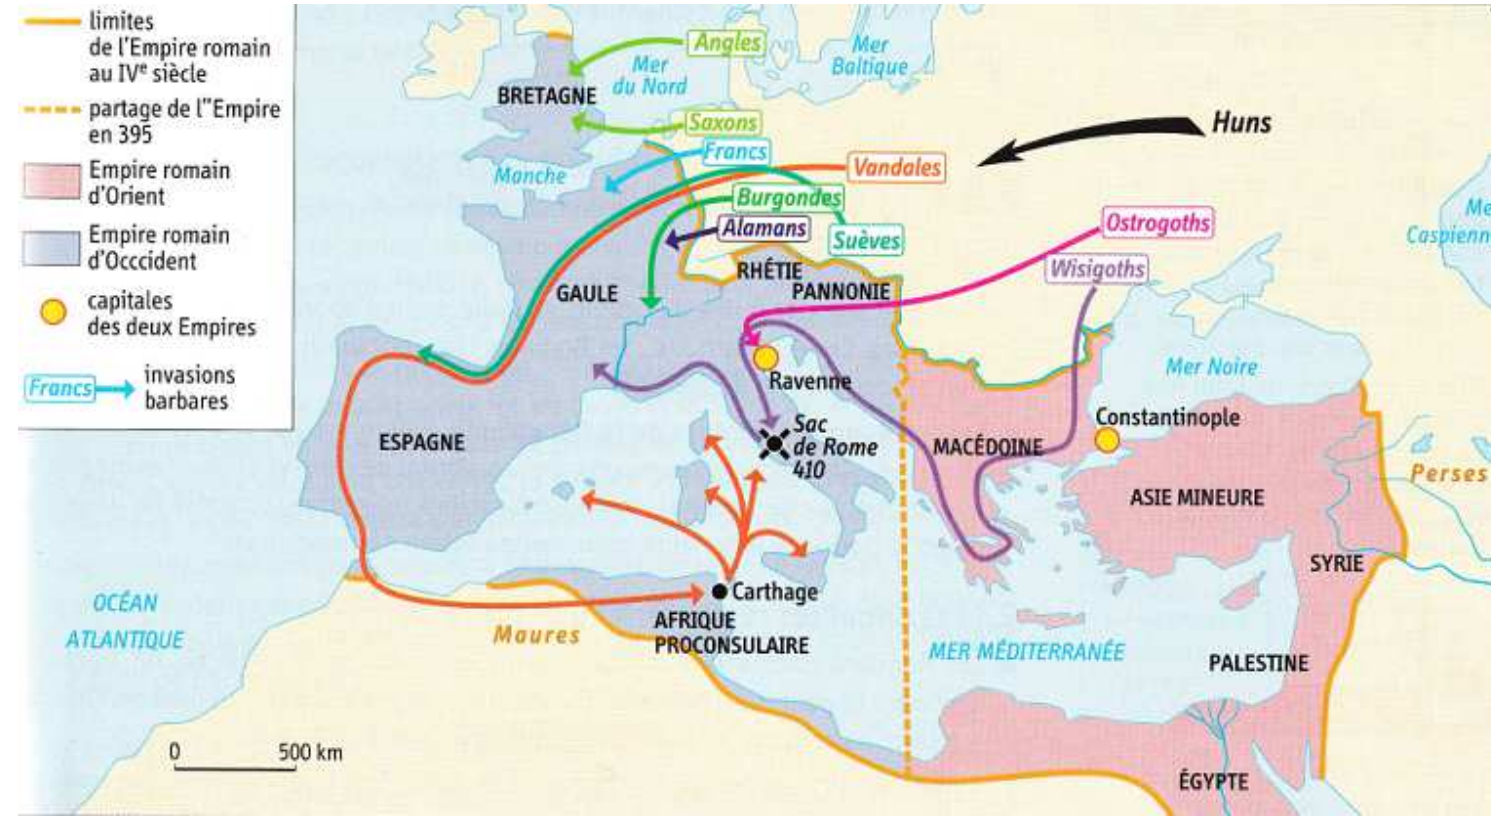 limites
de l'Empire romain
au IVe siècle
partage de l''Empire
en 395
Empire romain
d'Orient
Empire romain
d'Occcident
capitales
des deux Empires
Francs
invasions
barbares
Angles
Mer
du Nord
Mer
Baltique
BRETAGNE
Saxons
Huns
Francs
Manche
Vandales
Burgondes
Alamans
Suèves
Ostrogoths
Wisigoths
Me
Caspienn
RHÉTIE
PANNONIE
GAULE
Mer Noire
Ravenne
Constantinople
Sac
de Rome
410
ESPAGNE
MACÉDOINE
Perses
ASIE MINEURE
SYRIE
Carthage
OCÉAN
ATLANTIQUE
Maures
AFRIQUE
PROCONSULAIRE
MER MÉDITERRANÉE
PALESTINE
0 500 km
ÉGYPTE